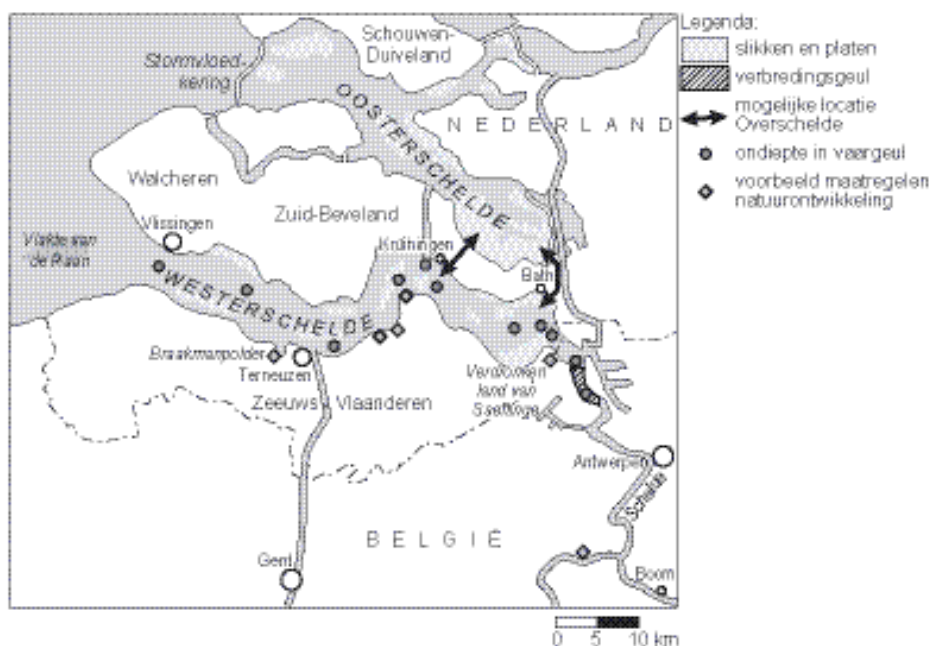 Legenda:
slikken en platen
verbredingsgeul
mogelijke locatie
Overschelde
ondiepte in vaargeul
voorbeeld maatregelen
natuurontwikkeling
Schouwen-
Duiveland
Stormvloed-
kering
OOSTERSCHELDE
NEDERLAND
Walcheren
Zuid-Beveland
Vlissingen
Kruiningen
Vlakte van
de Raan
Bath
WESTERSCHELDE
Braakmanpolder
Terneuzen
Verdronken
land van
Saeftinge
Zeeuws Vlaanderen
Antwerpen
Schelde
BELGIË
Gent
Boom
0 5 10 km